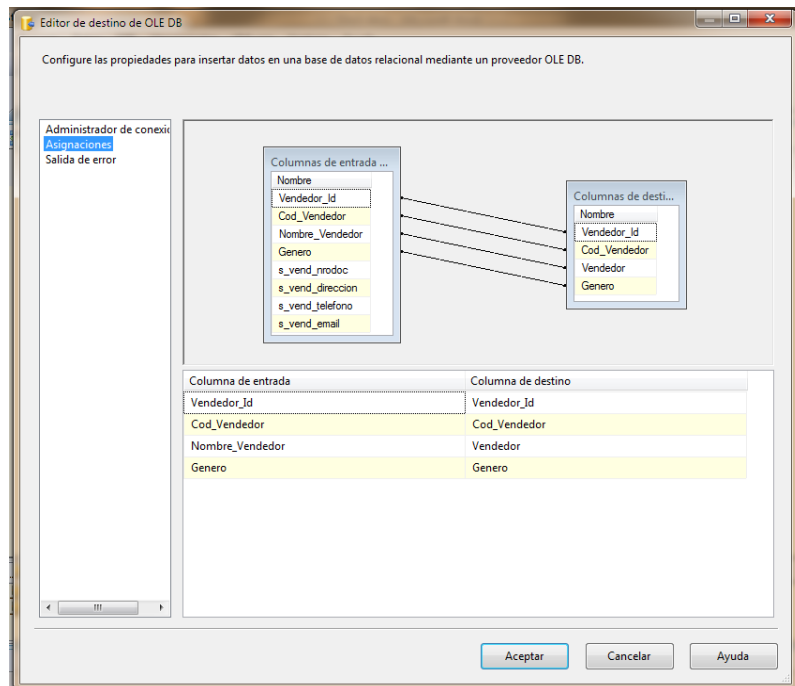 Editor de destino de OLE DB
Configure las propiedades para insertar datos en una base de datos relacional mediante un proveedor OLE DB.
Administrador de conexic
Asignaciones
Salida de error
Columnas de entrada ...
Nombre
Vendedor_Id
Cod_Vendedor
Nombre_Vendedor
Genero
s_vend_nrodoc
s_vend_direccion
s_vend_telefono
s_vend_email
Columnas de desti...
Nombre
Vendedor_Id
Cod_Vendedor
Vendedor
Genero
Columna de entrada Columna de destino
Vendedor_Id Vendedor_Id
Cod_Vendedor Cod_Vendedor
Nombre_Vendedor Vendedor
Genero Genero
Aceptar Cancelar Ayuda